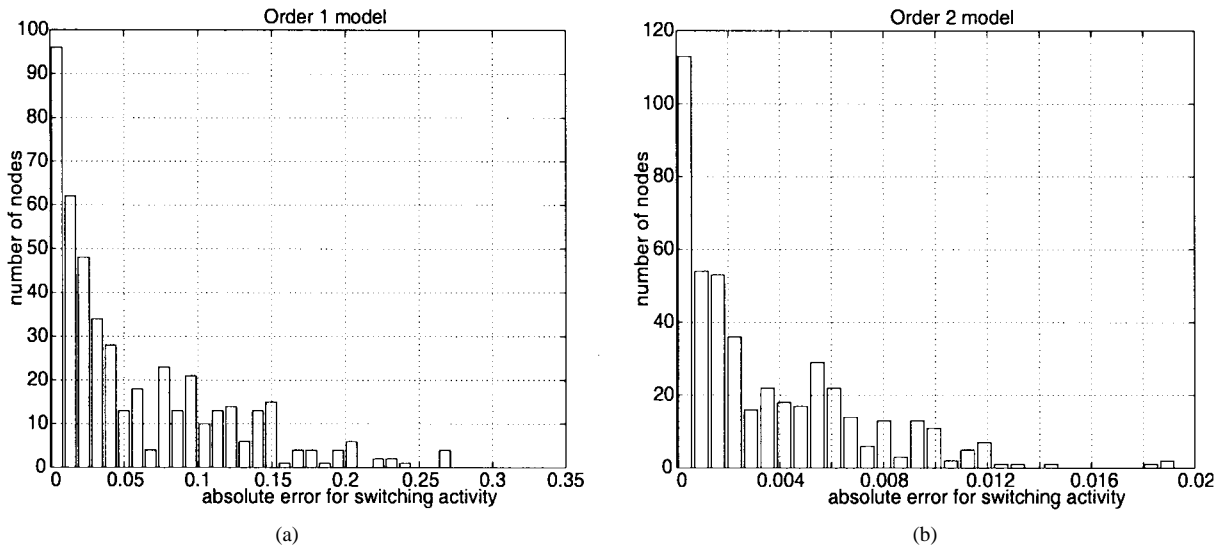 Order 1 model
100
90
80
70
60
50
40
30
20
10
0
number of nodes
0 0.05 0.1 0.15 0.2 0.25 0.3 0.35
absolute error for switching activity
(a)
Order 2 model
120
100
80
60
40
20
0
number of nodes
0 0.004 0.008 0.012 0.016 0.02
absolute error for switching activity
(b)